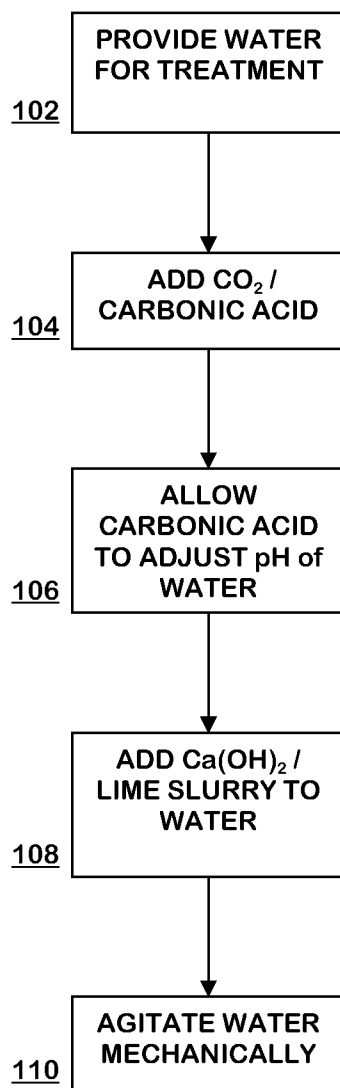 PROVIDE WATER
FOR TREATMENT
102
ADD CO₂ /
CARBONIC ACID
104
ALLOW
CARBONIC ACID
TO ADJUST pH of
WATER
106
ADD Ca(OH)₂ /
LIME SLURRY TO
WATER
108
AGITATE WATER
MECHANICALLY
110